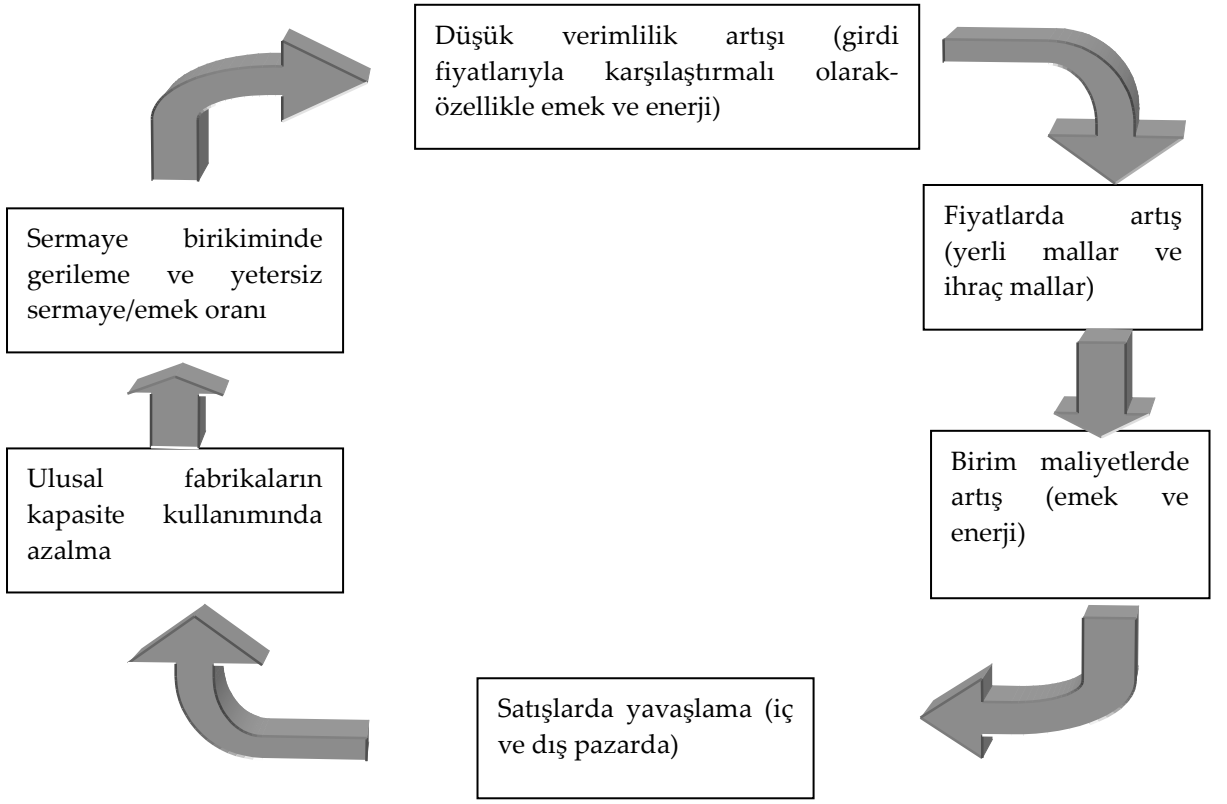 Düşük verimlilik artışı (girdi
fiyatlarıyla karşılaştırmalı olarak-
özellikle emek ve enerji)
Fiyatlarda artış
(yerli mallar ve
ihraç mallar)
Birim maliyetlerde
artış (emek ve
enerji)
Satışlarda yavaşlama (iç
ve dış pazarda)
Ulusal fabrikaların
kapasite kullanımında
azalma
Sermaye birikiminde
gerileme ve yetersiz
sermaye/emek oranı